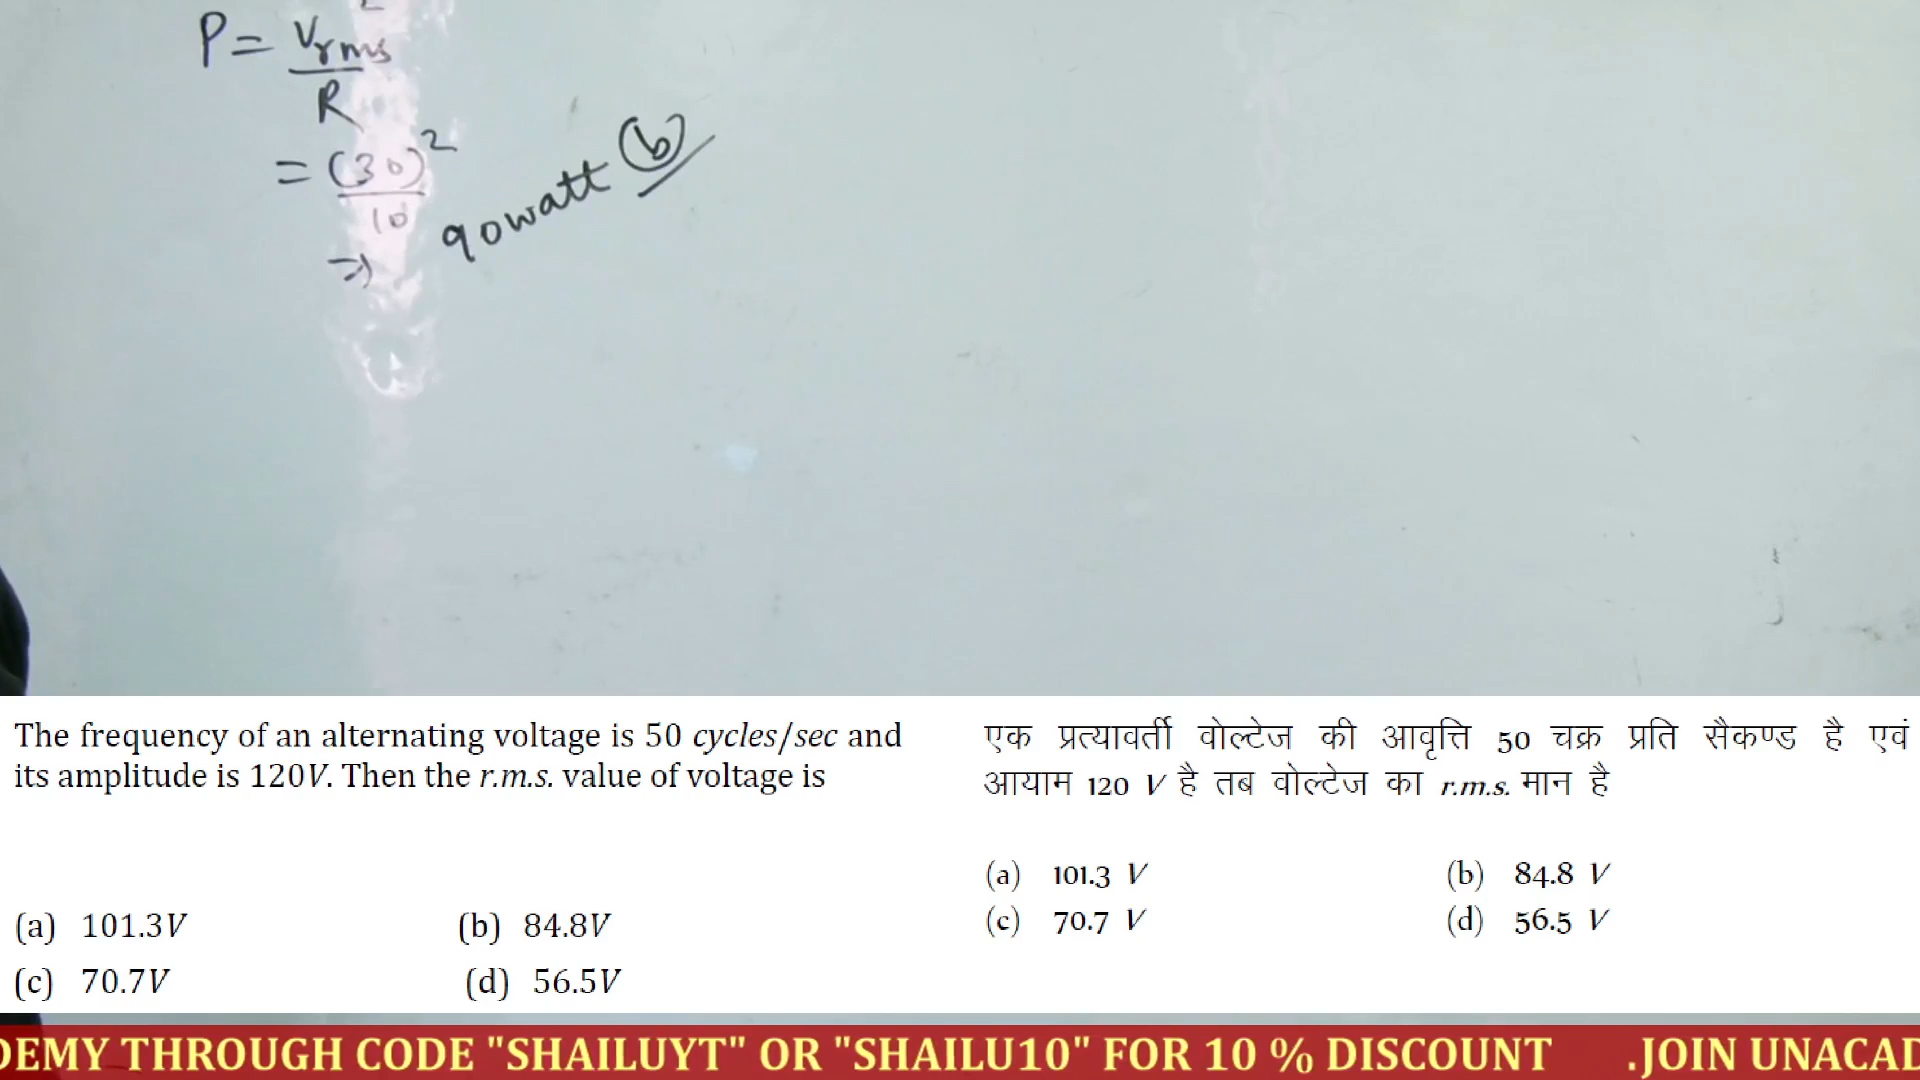 P = Vrms²
R
= (30)²
10
⇒ 90watt (b)
The frequency of an alternating voltage is 50 cycles/sec and
its amplitude is 120V. Then the r.m.s. value of voltage is
(a) 101.3V (b) 84.8V
(c) 70.7V (d) 56.5V
एक प्रत्यावर्ती वोल्टेज की आवृत्ति 50 चक्र प्रति सैकण्ड है एवं
आयाम 120 V है तब वोल्टेज का r.m.s. मान है
(a) 101.3 V (b) 84.8 V
(c) 70.7 V (d) 56.5 V
DEMY THROUGH CODE "SHAILUYT" OR "SHAILU10" FOR 10 % DISCOUNT .JOIN UNACAD